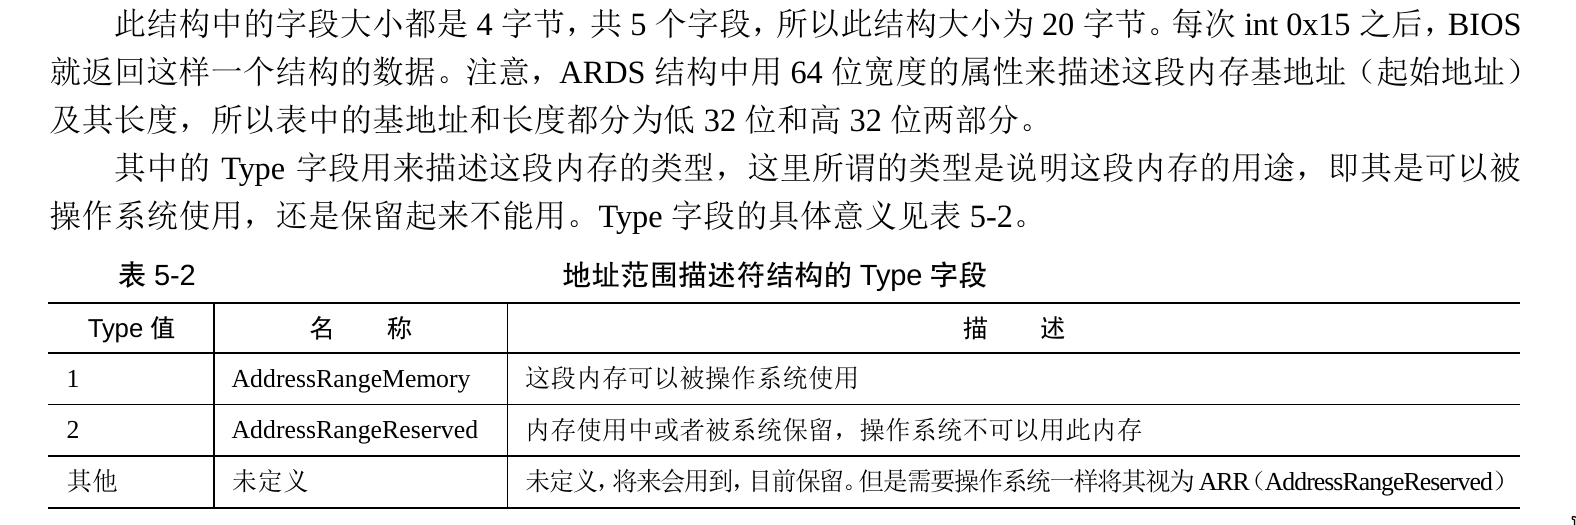 此结构中的字段大小都是 4 字节，共 5 个字段，所以此结构大小为 20 字节。每次 int 0x15 之后，BIOS
就返回这样一个结构的数据。注意，ARDS 结构中用 64 位宽度的属性来描述这段内存基地址（起始地址）
及其长度，所以表中的基地址和长度都分为低 32 位和高 32 位两部分。
其中的 Type 字段用来描述这段内存的类型，这里所谓的类型是说明这段内存的用途，即其是可以被
操作系统使用，还是保留起来不能用。Type 字段的具体意义见表 5-2。
表 5-2 地址范围描述符结构的 Type 字段
Type 值 名 称 描 述
1 AddressRangeMemory 这段内存可以被操作系统使用
2 AddressRangeReserved 内存使用中或者被系统保留，操作系统不可以用此内存
其他 未定义 未定义，将来会用到，目前保留。但是需要操作系统一样将其视为 ARR（AddressRangeReserved）